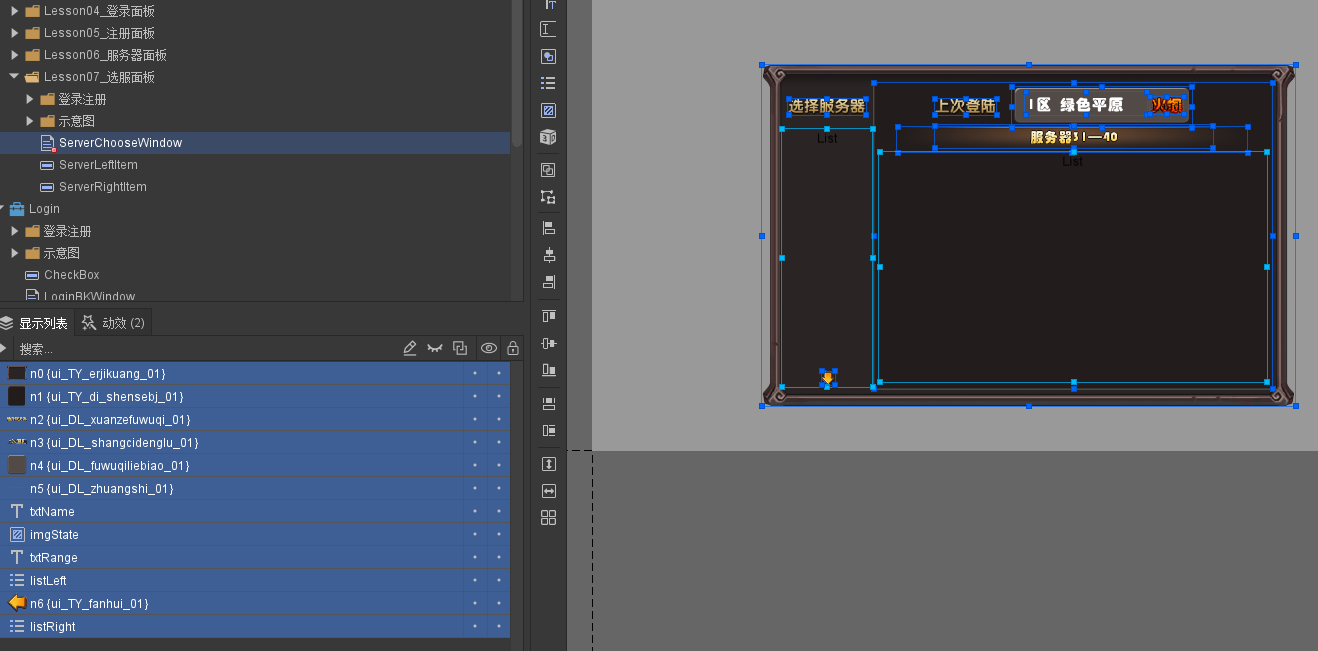 Lesson04_登录面板
Lesson05_注册面板
Lesson06_服务器面板
Lesson07_选服面板
登录注册
示意图
ServerChooseWindow
ServerLeftItem
ServerRightItem
Login
登录注册
示意图
CheckBox
LoginBKWindow
显示列表
动效 (2)
搜索...
n0 {ui_TY_erjikuang_01}
n1 {ui_TY_di_shensebj_01}
n2 {ui_DL_xuanzefuwuqi_01}
n3 {ui_DL_shangcidenglu_01}
n4 {ui_DL_fuwuqiliebiao_01}
n5 {ui_DL_zhuangshi_01}
txtName
imgState
txtRange
listLeft
n6 {ui_TY_fanhui_01}
listRight
选择服务器
上次登陆
1区 绿色平原
火爆
List
服务器31—40
List